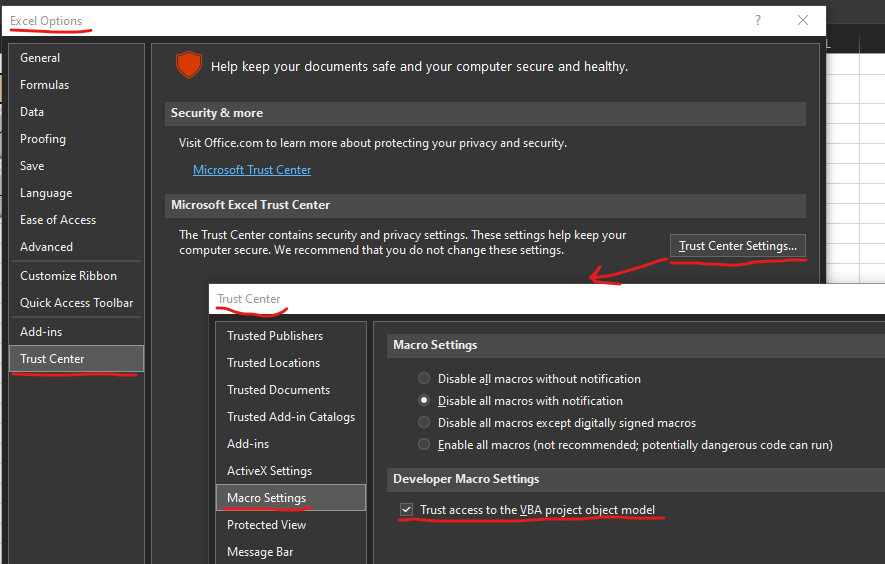 Excel Options
?
General
Formulas
Data
Proofing
Save
Language
Ease of Access
Advanced
Customize Ribbon
Quick Access Toolbar
Add-ins
Trust Center
Help keep your documents safe and your computer secure and healthy.
Security & more
Visit Office.com to learn more about protecting your privacy and security.
Microsoft Trust Center
Microsoft Excel Trust Center
The Trust Center contains security and privacy settings. These settings help keep your
computer secure. We recommend that you do not change these settings.
Trust Center Settings...
Trust Center
Trusted Publishers
Trusted Locations
Trusted Documents
Trusted Add-in Catalogs
Add-ins
ActiveX Settings
Macro Settings
Protected View
Message Bar
Macro Settings
Disable all macros without notification
Disable all macros with notification
Disable all macros except digitally signed macros
Enable all macros (not recommended; potentially dangerous code can run)
Developer Macro Settings
Trust access to the VBA project object model